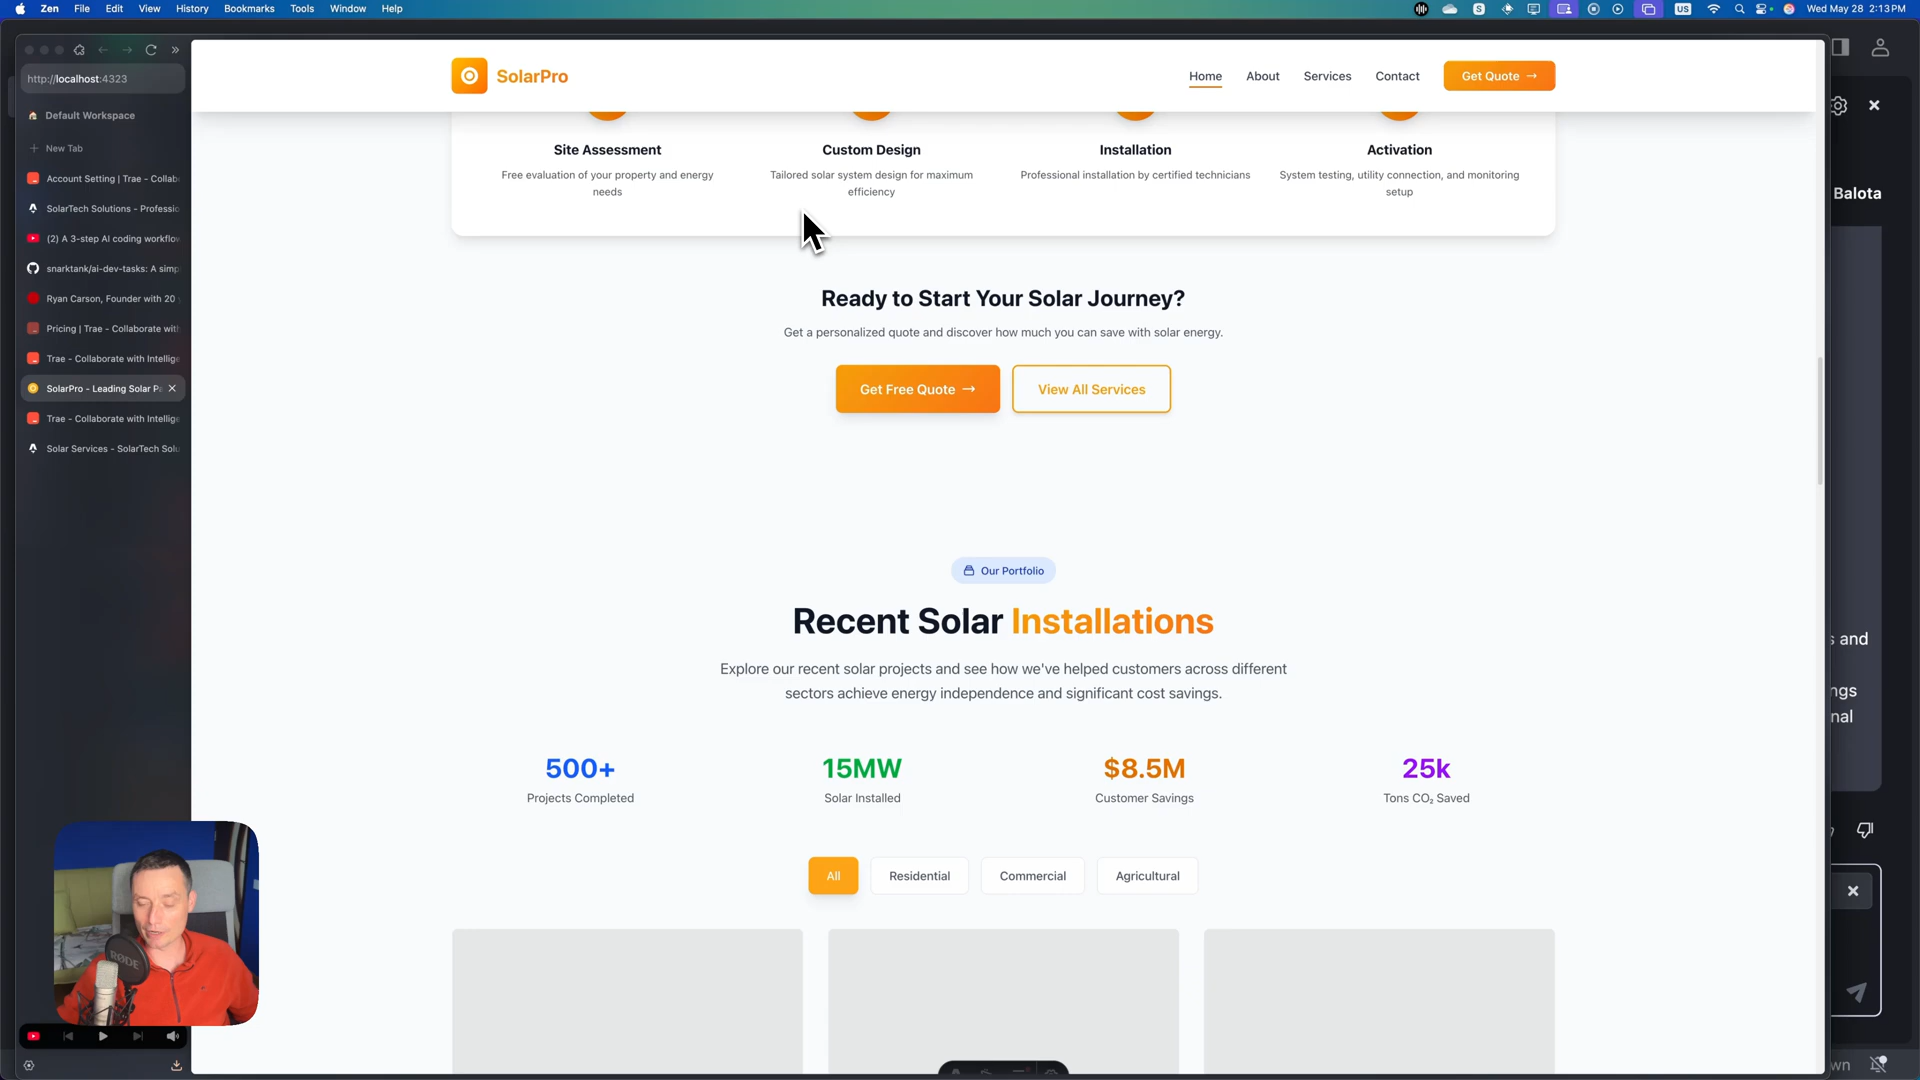 Zen File Edit View History Bookmarks Tools Window Help
US
Wed May 28 2:13 PM
http://localhost:4323
Default Workspace
New Tab
Account Setting | Trae - Collab
SolarTech Solutions - Professio
(2) A 3-step AI coding workflow
snarktank/ai-dev-tasks: A simp
Ryan Carson, Founder with 20
Pricing | Trae - Collaborate with
Trae - Collaborate with Intellige
SolarPro - Leading Solar Pa
Trae - Collaborate with Intellige
Solar Services - SolarTech Solu
SolarPro
Home About Services Contact Get Quote →
Site Assessment
Free evaluation of your property and energy
needs
Custom Design
Tailored solar system design for maximum
efficiency
Installation
Professional installation by certified technicians
Activation
System testing, utility connection, and monitoring
setup
Ready to Start Your Solar Journey?
Get a personalized quote and discover how much you can save with solar energy.
Get Free Quote →
View All Services
Our Portfolio
Recent Solar Installations
Explore our recent solar projects and see how we've helped customers across different
sectors achieve energy independence and significant cost savings.
500+
Projects Completed
15MW
Solar Installed
$8.5M
Customer Savings
25k
Tons CO₂ Saved
All Residential Commercial Agricultural
Balota
s and
ngs
nal
wn
RØDE